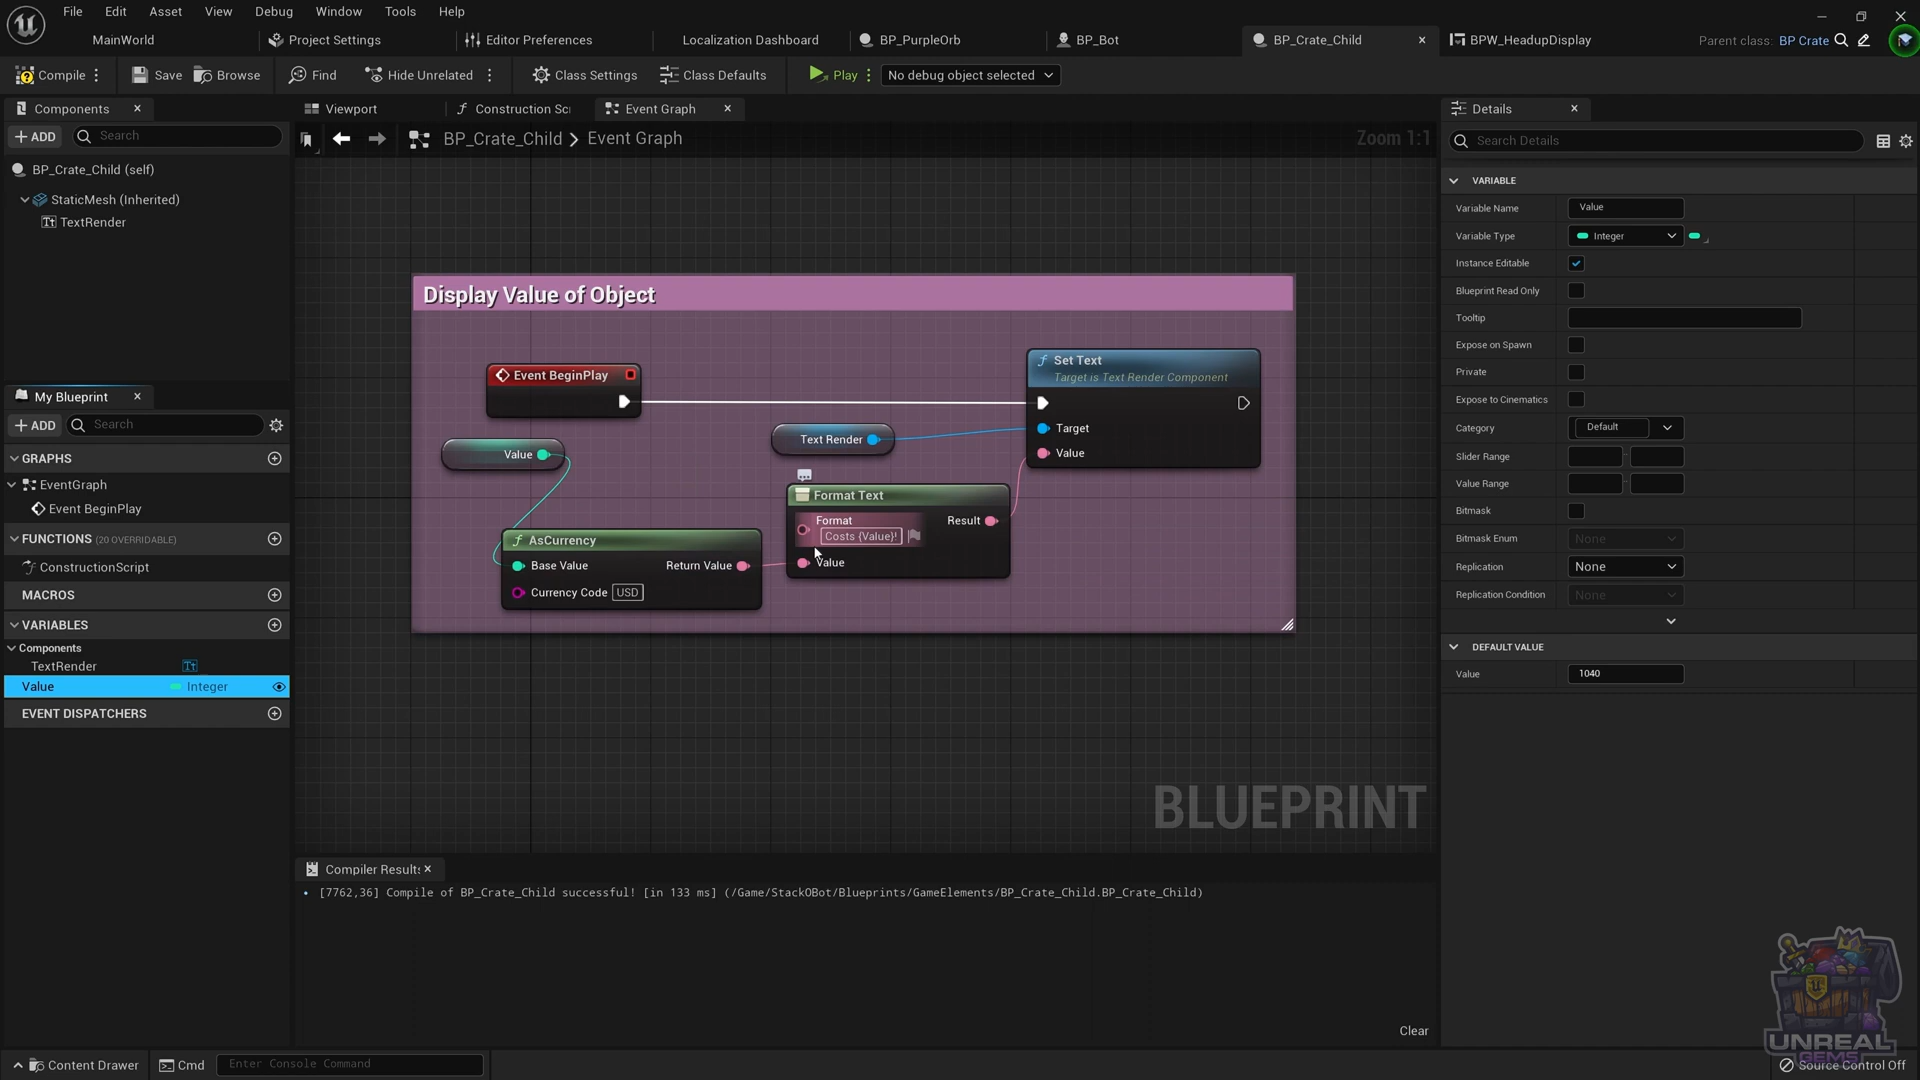 File Edit Asset View Debug Window Tools Help
MainWorld Project Settings Editor Preferences Localization Dashboard BP_PurpleOrb BP_Bot BP_Crate_Child BPW_HeadupDisplay Parent class: BP Crate
Compile Save Browse Find Hide Unrelated Class Settings Class Defaults Play No debug object selected
Components
ADD Search
BP_Crate_Child (self)
StaticMesh (Inherited)
TextRender
My Blueprint
ADD Search
GRAPHS
EventGraph
Event BeginPlay
FUNCTIONS (20 OVERRIDABLE)
ConstructionScript
MACROS
VARIABLES
Components
TextRender
Value Integer
EVENT DISPATCHERS
Viewport Construction Sc Event Graph
BP_Crate_Child > Event Graph Zoom 1:1
Display Value of Object
Event BeginPlay
Value
Text Render
Set Text
Target is Text Render Component
Target
Value
Format Text
Format
Costs {Value}!
Result
Value
AsCurrency
Base Value Return Value
Currency Code USD
BLUEPRINT
Compiler Results
[7762,36] Compile of BP_Crate_Child successful! [in 133 ms] (/Game/StackOBot/Blueprints/GameElements/BP_Crate_Child.BP_Crate_Child)
Clear
Details
Search Details
VARIABLE
Variable Name Value
Variable Type Integer
Instance Editable
Blueprint Read Only
Tooltip
Expose on Spawn
Private
Expose to Cinematics
Category Default
Slider Range
Value Range
Bitmask
Bitmask Enum None
Replication None
Replication Condition None
DEFAULT VALUE
Value 1040
UNREAL
GEMS
Content Drawer Cmd Enter Console Command Source Control Off